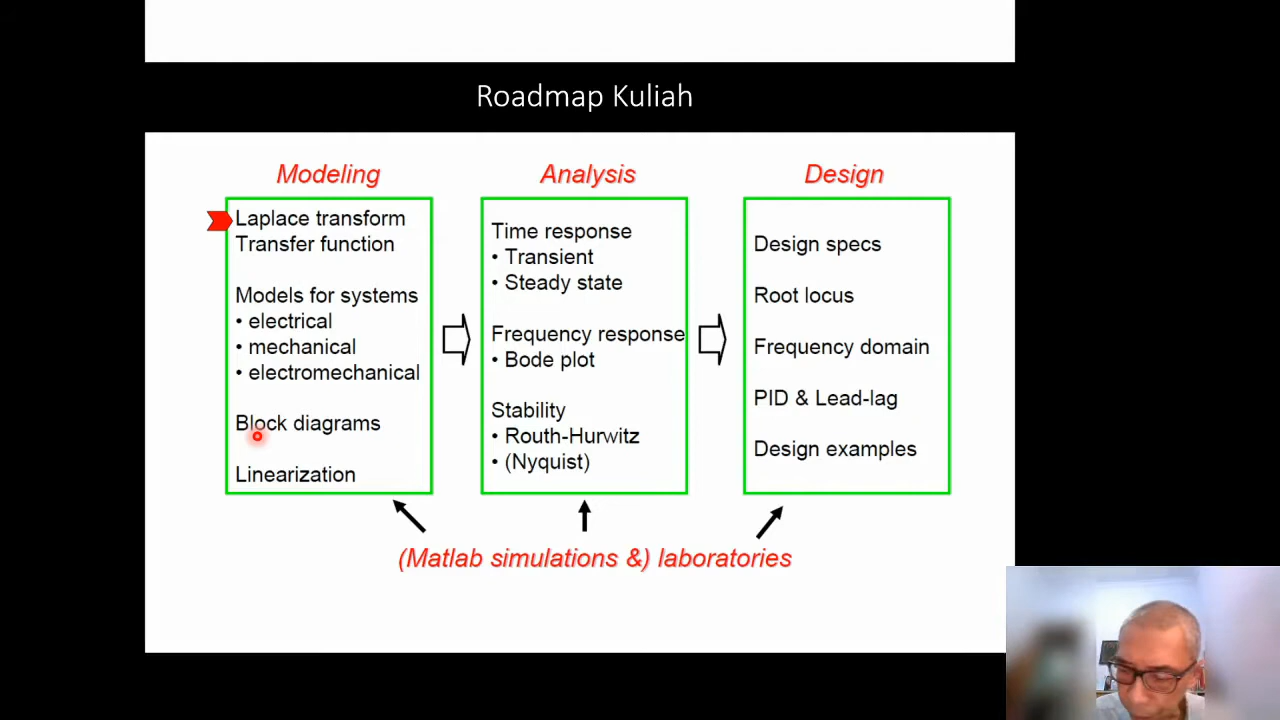 Roadmap Kuliah
Modeling
Laplace transform
Transfer function
Models for systems
• electrical
• mechanical
• electromechanical
Block diagrams
Linearization
Analysis
Time response
• Transient
• Steady state
Frequency response
• Bode plot
Stability
• Routh-Hurwitz
• (Nyquist)
Design
Design specs
Root locus
Frequency domain
PID & Lead-lag
Design examples
(Matlab simulations &) laboratories